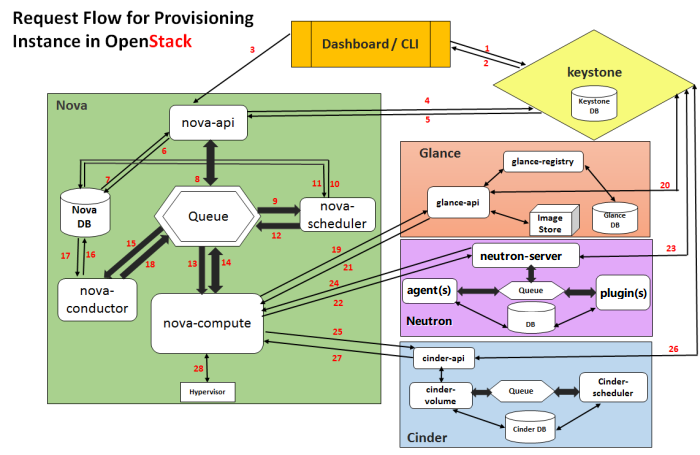 Request Flow for Provisioning
Instance in OpenStack
Dashboard / CLI
1
2
3
keystone
Keystone
DB
Nova
nova-api
4
5
6
7
8
Queue
9
10
11
12
nova-
scheduler
Nova
DB
13
14
15
16
17
18
nova-
conductor
nova-compute
19
20
21
22
23
24
25
26
27
28
Hypervisor
Glance
glance-registry
glance-api
Image
Store
Glance
DB
neutron-server
agent(s)
Queue
plugin(s)
DB
Neutron
cinder-api
cinder-
volume
Queue
Cinder-
scheduler
Cinder DB
Cinder